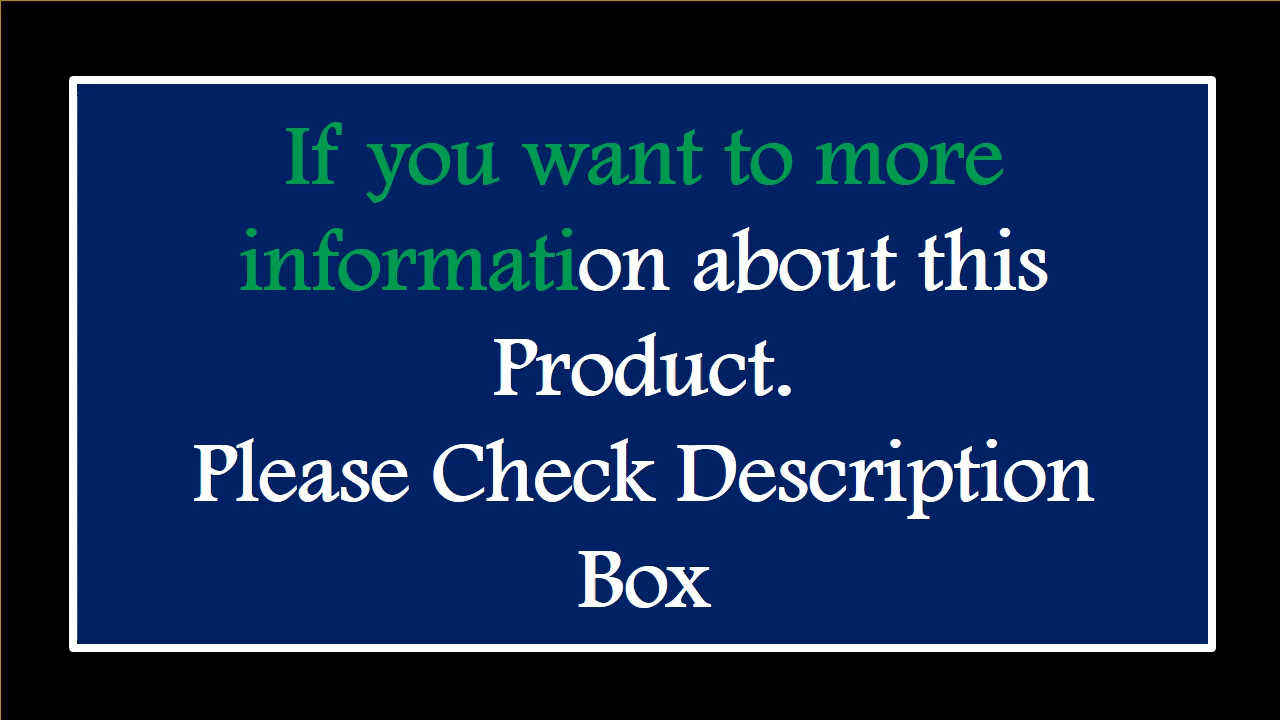 If you want to more
information about this
Product.
Please Check Description
Box